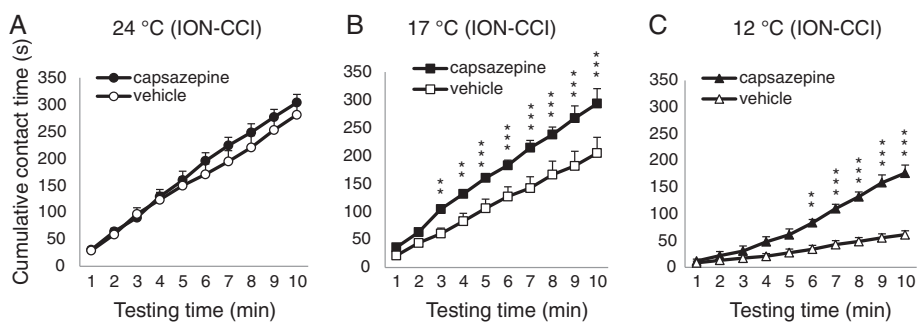 A
24 °C (ION-CCI)
Cumulative contact time (s)
350
300
250
200
150
100
50
0
capsazepine
vehicle
1 2 3 4 5 6 7 8 9 10
Testing time (min)
B
17 °C (ION-CCI)
350
300
250
200
150
100
50
0
capsazepine
vehicle
** ** *** *** *** *** *** ***
1 2 3 4 5 6 7 8 9 10
Testing time (min)
C
12 °C (ION-CCI)
350
300
250
200
150
100
50
0
capsazepine
vehicle
** *** *** *** ***
1 2 3 4 5 6 7 8 9 10
Testing time (min)